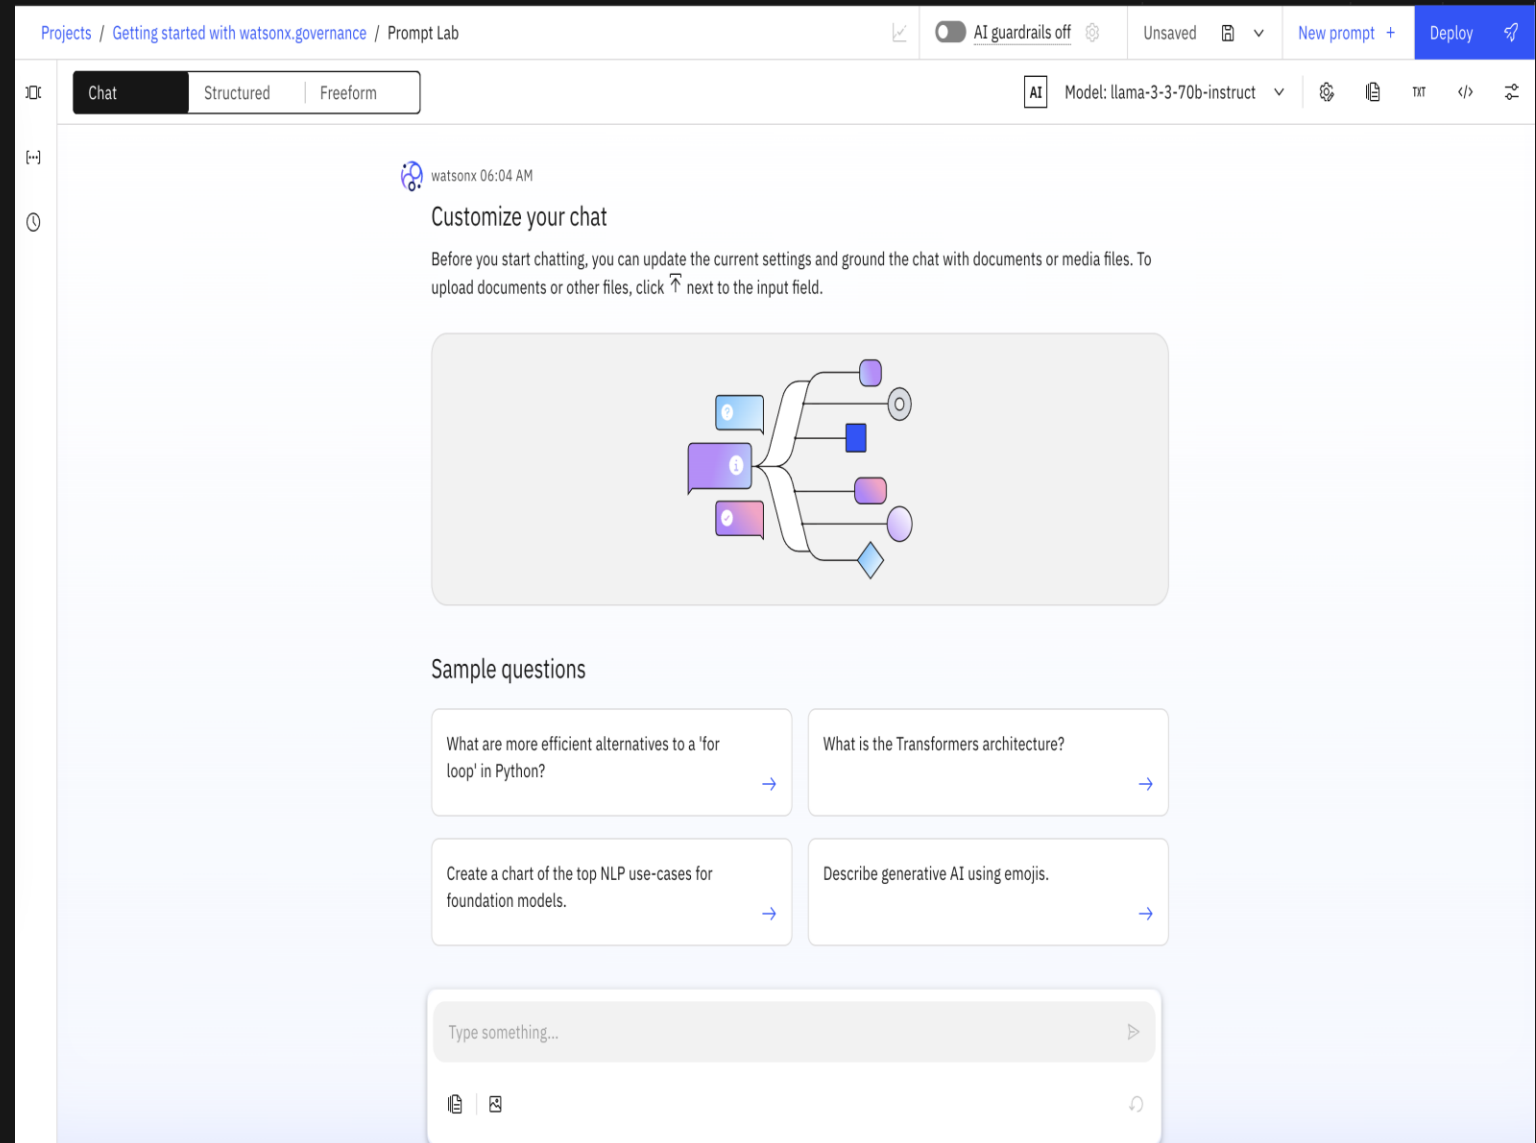 Projects / Getting started with watsonx.governance / Prompt Lab
AI guardrails off
Unsaved
New prompt +
Deploy
Chat
Structured
Freeform
AI
Model: llama-3-3-70b-instruct
TXT
watsonx 06:04 AM
Customize your chat
Before you start chatting, you can update the current settings and ground the chat with documents or media files. To
upload documents or other files, click next to the input field.
Sample questions
What are more efficient alternatives to a 'for
loop' in Python?
What is the Transformers architecture?
Create a chart of the top NLP use-cases for
foundation models.
Describe generative AI using emojis.
Type something...